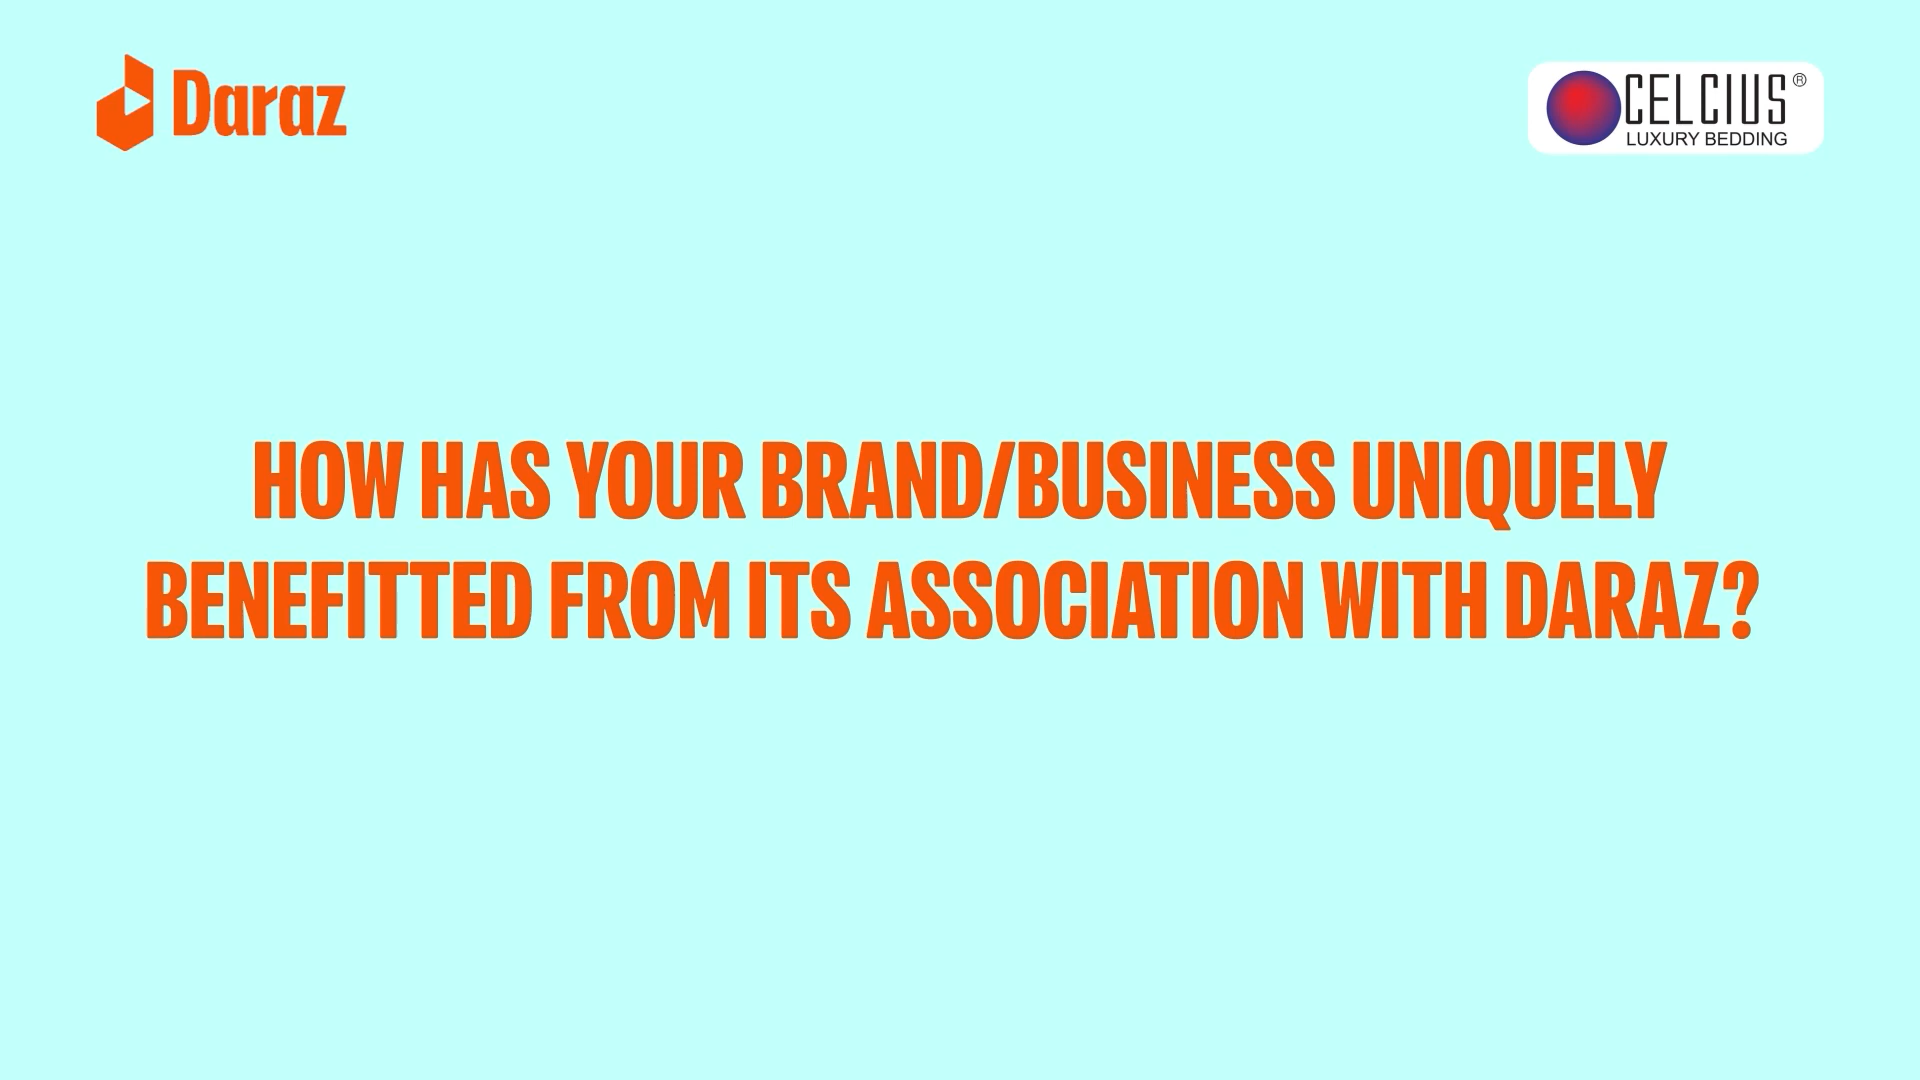 Daraz
CELCIUS®
LUXURY BEDDING
HOW HAS YOUR BRAND/BUSINESS UNIQUELY
BENEFITTED FROM ITS ASSOCIATION WITH DARAZ?